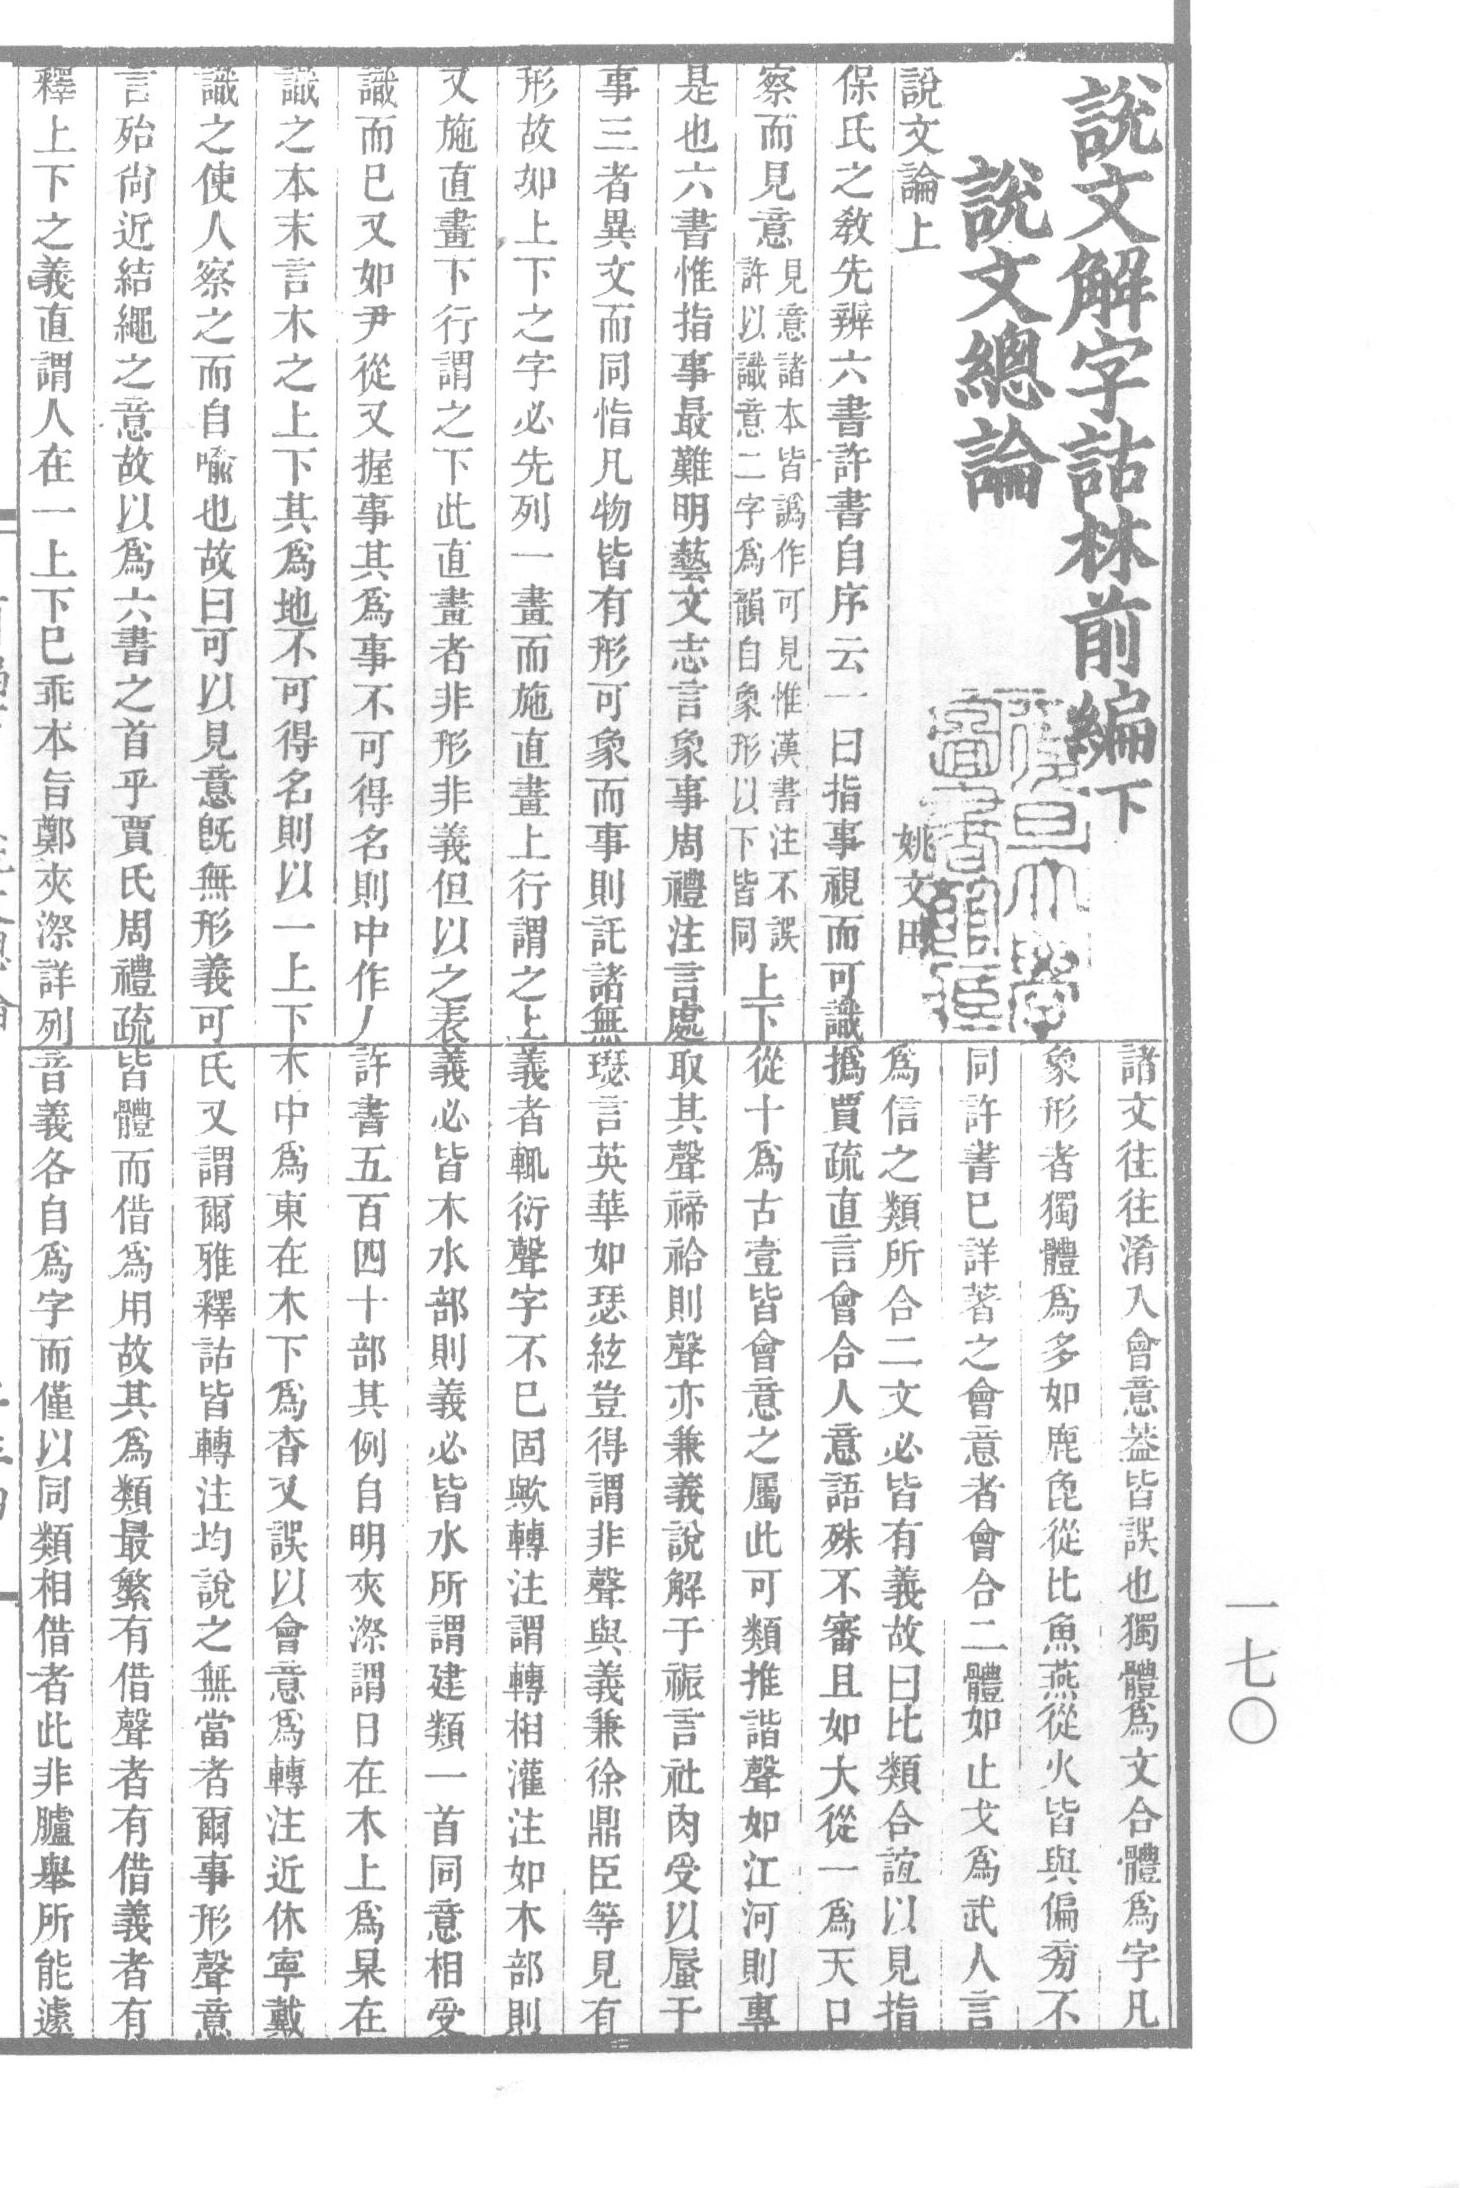 說文解字詁林前編下
說文總論
說文論上　姚文田
保氏之教先辨六書許書自序云一曰指事視而可識
察而見意見意諸本皆譌作可見惟漢書注不誤許以識意二字爲韻自象形以下皆同上下
是也六書惟指事最難明藝文志言象事周禮注言處
事三者異文而同恉凡物皆有形可象而事則託諸無
形故如上下之字必先列一畫而施直畫上行謂之上
又施直畫下行謂之下此直畫者非形非義但以之表
識而已又如尹從又握事其爲事不可得名則中作丿
識之本末言木之上下其爲地不可得名則以一上下
識之使人察之而自喻也故曰可以見意旣無形義可
言殆尙近結繩之意故以爲六書之首乎賈氏周禮疏
釋上下之義直謂人在一上下巳乖本旨鄭夾漈詳列
諸文往往淆入會意葢皆誤也獨體爲文合體爲字凡
象形者獨體爲多如鹿㲋從比魚燕從火皆與偏㫄不
同許書巳詳著之會意者會合二體如止戈爲武人言
爲信之類所合二文必皆有義故曰比類合誼以見指
撝賈疏直言會合人意語殊不審且如大從一爲天口
從十爲古壹皆會意之屬此可類推諧聲如江河則專
取其聲禘祫則聲亦兼義說解于祳言社肉受以蜃于
瑮言英華如瑟絃豈得謂非聲與義兼徐鼎臣等見有
義者輒衍聲字不已固歟轉注謂轉相灌注如木部則
義必皆木水部則義必皆水所謂建類一首同意相受
許書五百四十部其例自明夾漈謂日在木上爲杲在
木中爲東在木下爲杳又誤以會意爲轉注近休寧戴
氏又謂爾雅釋詁皆轉注均說之無當者爾事形聲意
皆體而借爲用故其爲類最繁有借聲者有借義者有
音義各自爲字而僅以同類相借者此非臚舉所能遽
一七〇